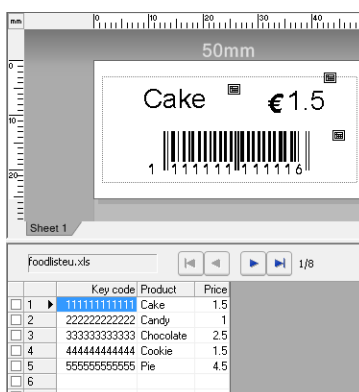 mm 0 10 20 30 40
50mm
0
Cake €1.5
10
1 111111 111116
20
Sheet 1
foodlisteu.xls 1/8
Key code Product Price
1 111111111111 Cake 1.5
2 222222222222 Candy 1
3 333333333333 Chocolate 2.5
4 444444444444 Cookie 1.5
5 555555555555 Pie 4.5
6